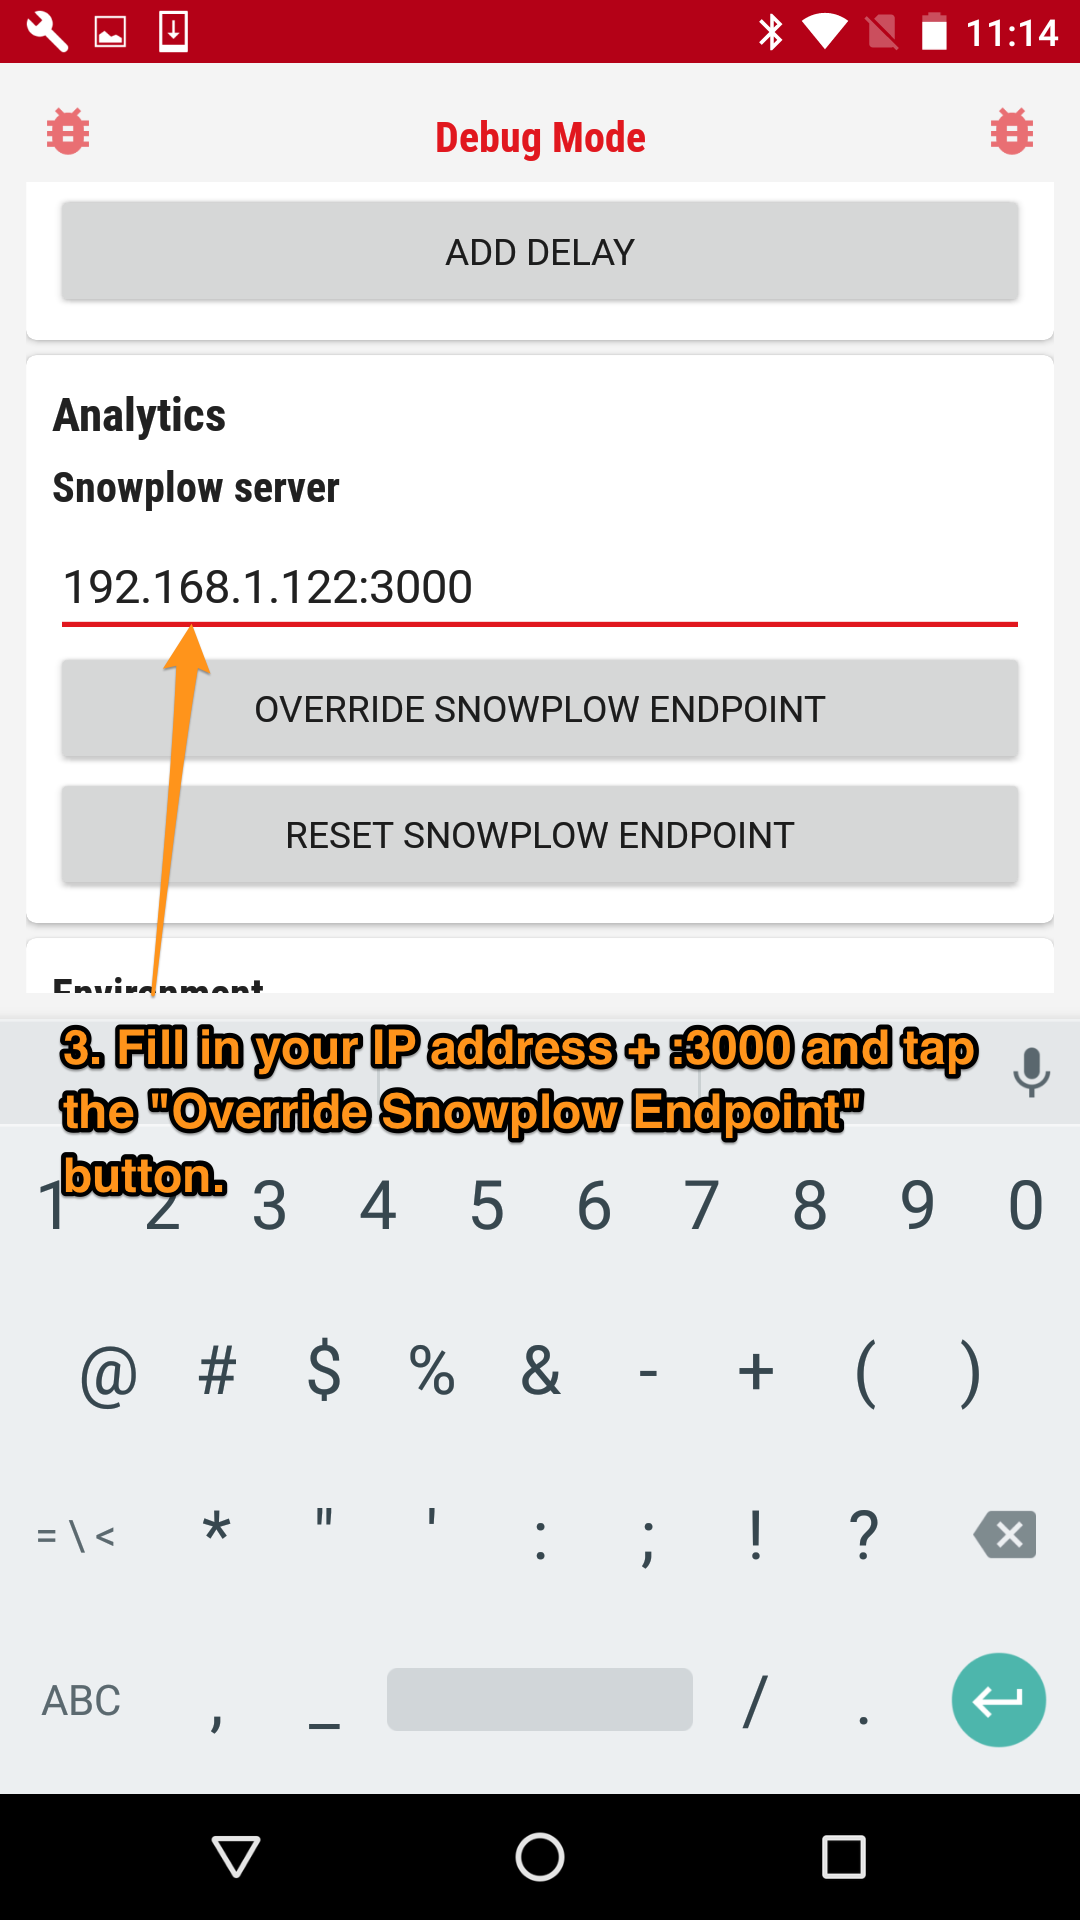 11:14
Debug Mode
ADD DELAY
Analytics
Snowplow server
192.168.1.122:3000
OVERRIDE SNOWPLOW ENDPOINT
RESET SNOWPLOW ENDPOINT
Environment
3. Fill in your IP address + :3000 and tap
the "Override Snowplow Endpoint"
button.
1 2 3 4 5 6 7 8 9 0
@ # $ % & - + ( )
= \ < * " ' : ; ! ?
ABC , _ / .